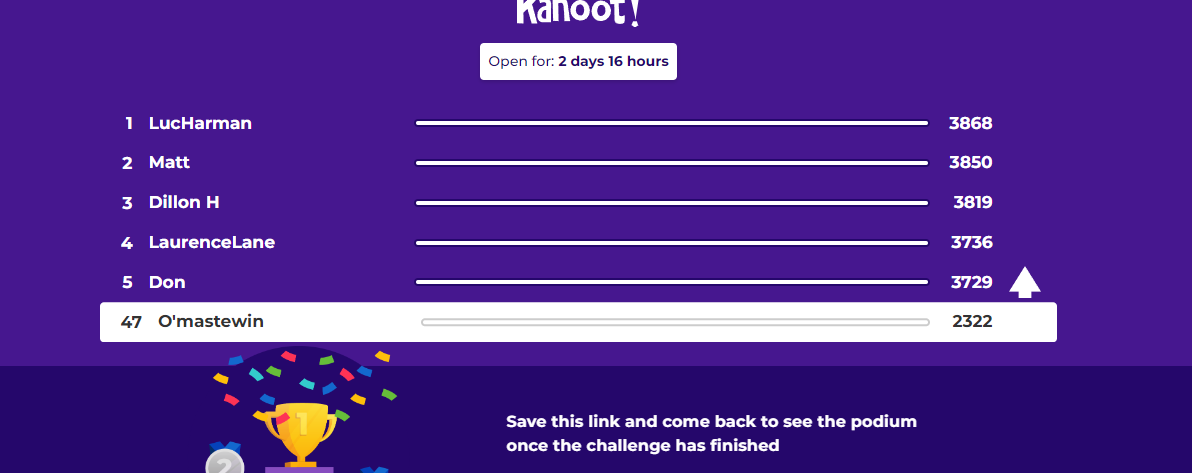 Kahoot!
Open for: 2 days 16 hours
1 LucHarman 3868
2 Matt 3850
3 Dillon H 3819
4 LaurenceLane 3736
5 Don 3729
47 O'mastewin 2322
1
2
Save this link and come back to see the podium
once the challenge has finished